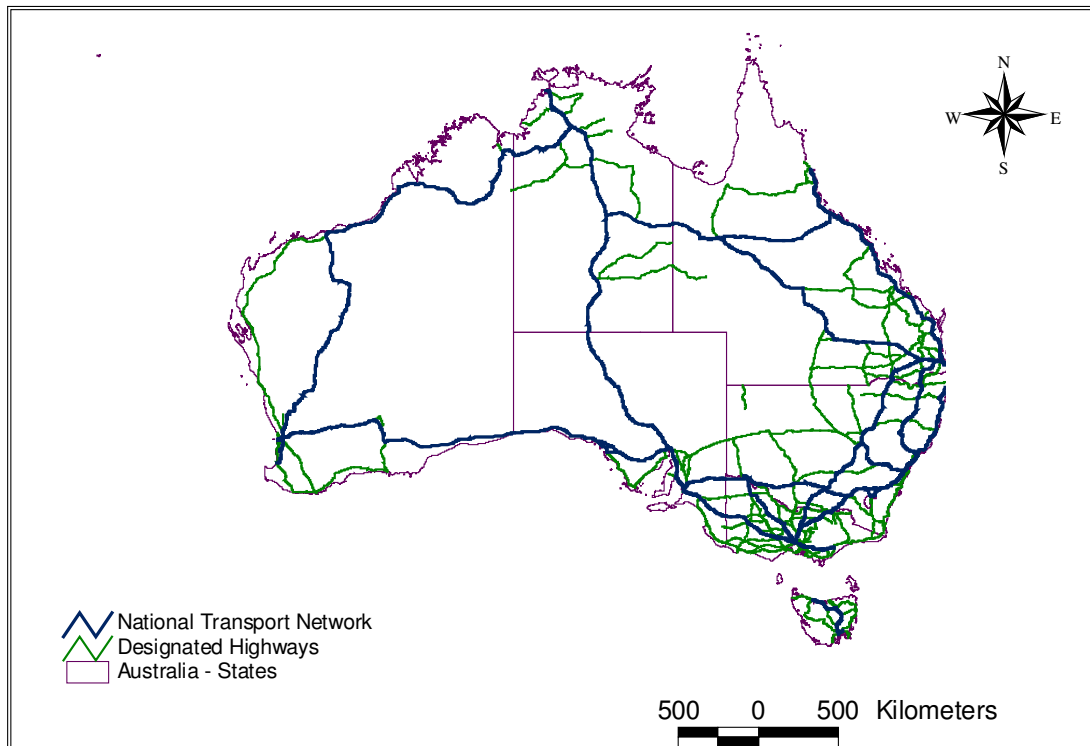 N
W E
S
National Transport Network
Designated Highways
Australia - States
500 0 500 Kilometers